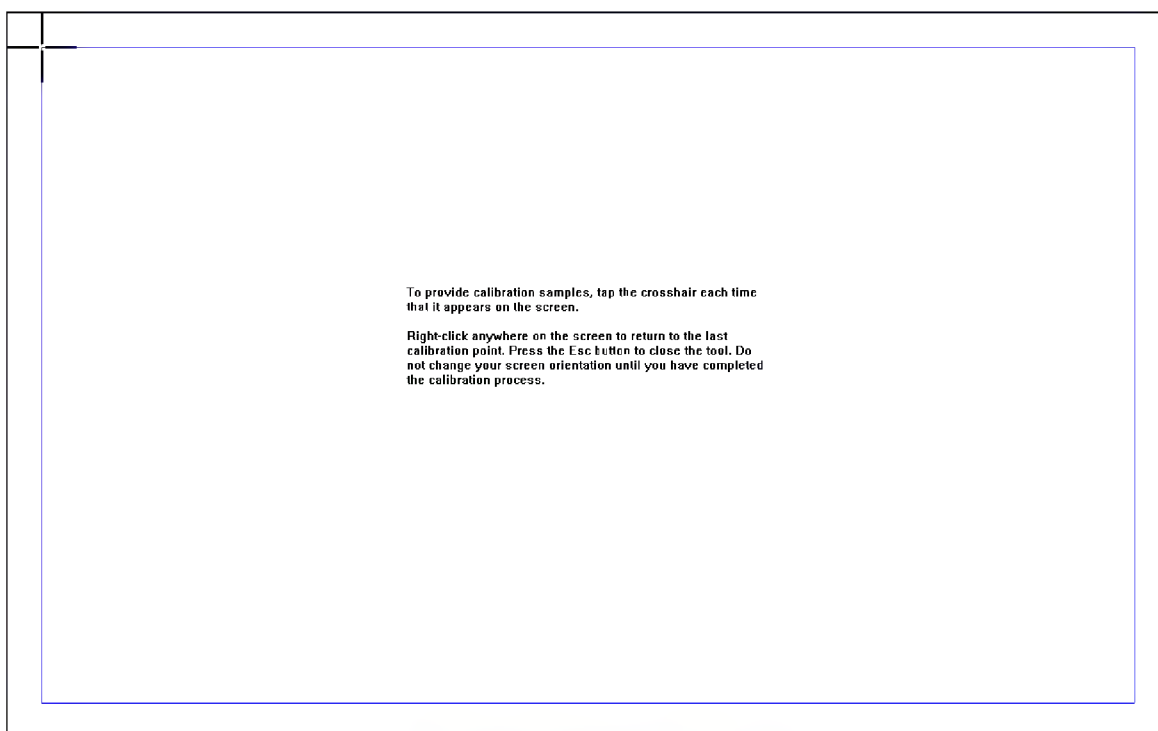 To provide calibration samples, tap the crosshair each time
that it appears on the screen.
Right-click anywhere on the screen to return to the last
calibration point. Press the Esc button to close the tool. Do
not change your screen orientation until you have completed
the calibration process.